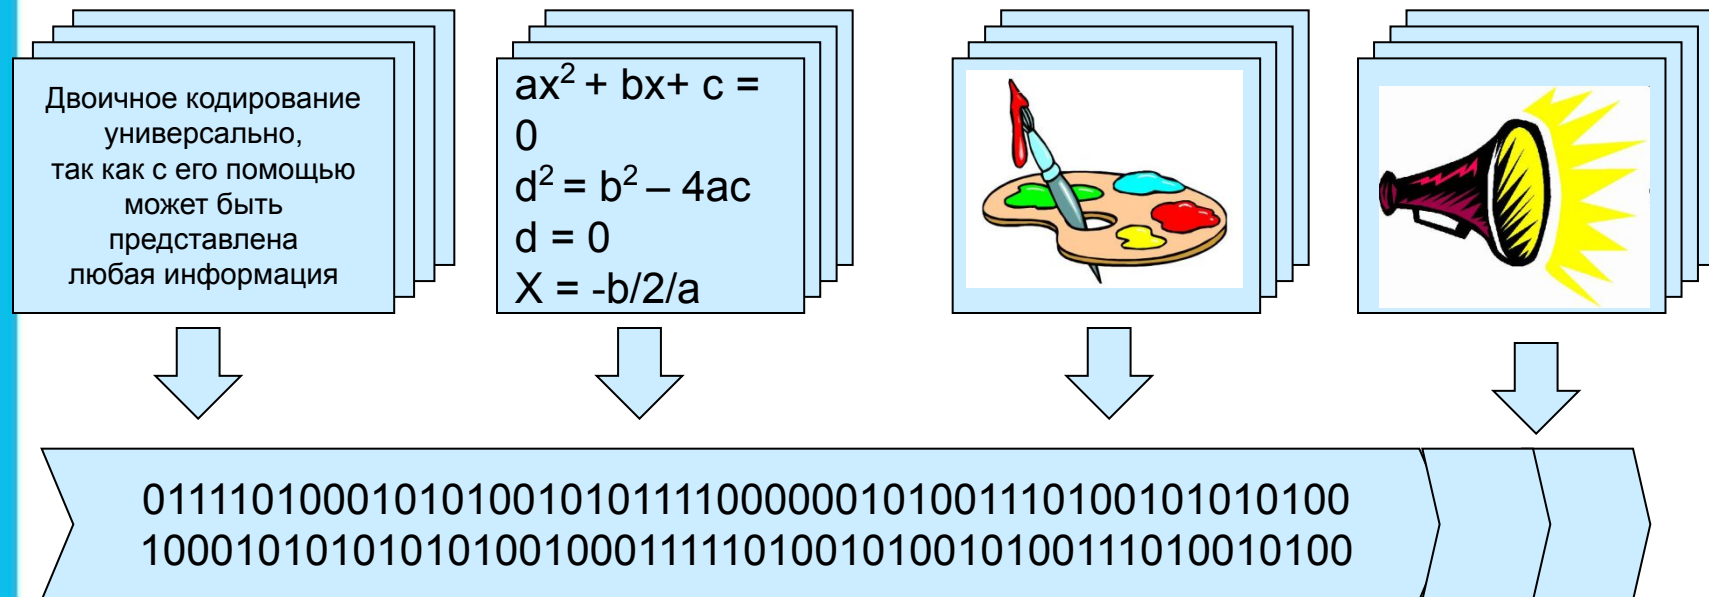 Двоичное кодирование
универсально,
так как с его помощью
может быть
представлена
любая информация
ax² + bx+ c =
0
d² = b² – 4ac
d = 0
X = -b/2/a
0111101000101010010101111000000101001110100101010100
1000101010101010010001111101001010010100111010010100